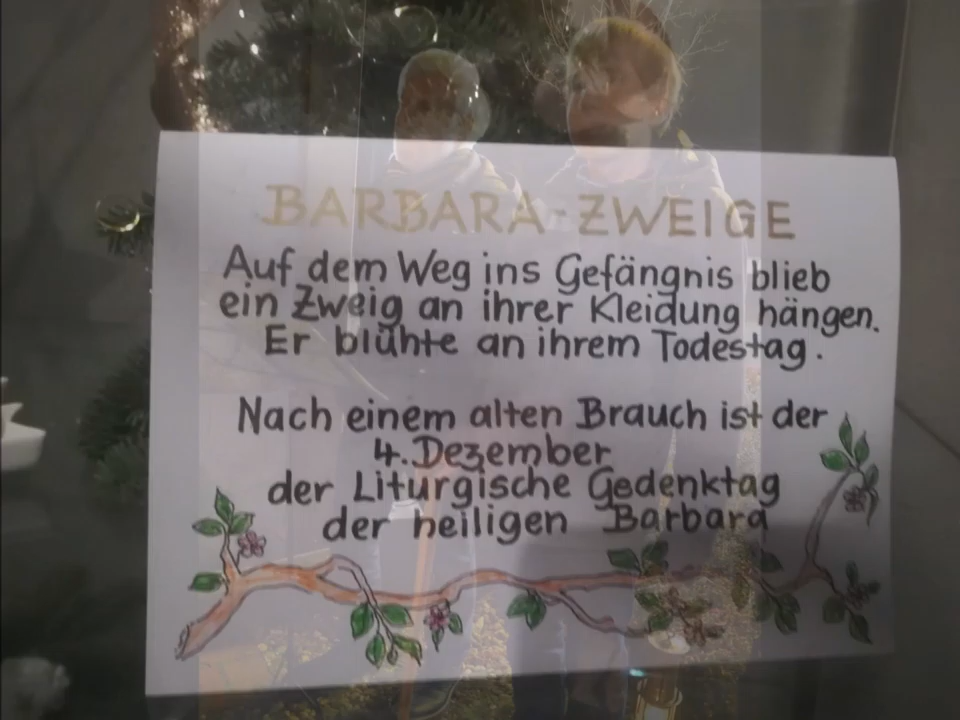 BARBARA-ZWEIGE
Auf dem Weg ins Gefängnis blieb
ein Zweig an ihrer Kleidung hängen.
Er blühte an ihrem Todestag.
Nach einem alten Brauch ist der
4. Dezember
der Liturgische Gedenktag
der heiligen Barbara